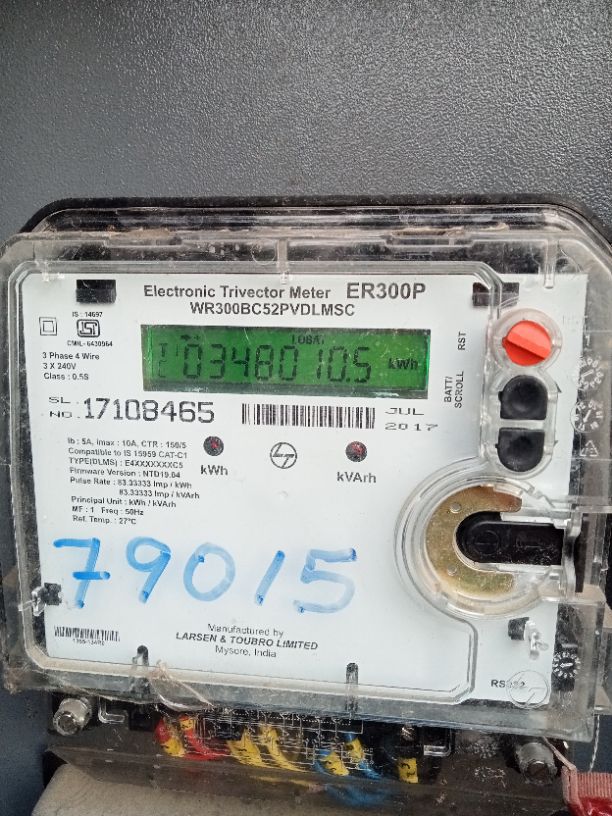 Electronic Trivector Meter ER300P
WR300BC52PVDLMSC
IS : 14697
CM/L- 6430964
3 Phase 4 Wire
3 X 240V
Class : 0.5S
LOBAT
0348010.5 kWh
RST
BATT/
SCROLL
SL.
NO. 17108465
JUL
2017
Ib : 5A, Imax : 10A, CTR : 150/5
Compatible to IS 15959 CAT-C1
TYPE(DLMS) : E4XXXXXXXC5
Firmware Version : NTD19.04
Pulse Rate : 83.33333 Imp / kWh
83.33333 Imp / kVArh
Principal Unit : kWh / kVArh
MF : 1 Freq : 50Hz
Ref. Temp. : 27°C
kWh
kVArh
79015
Manufactured by
LARSEN & TOUBRO LIMITED
Mysore, India